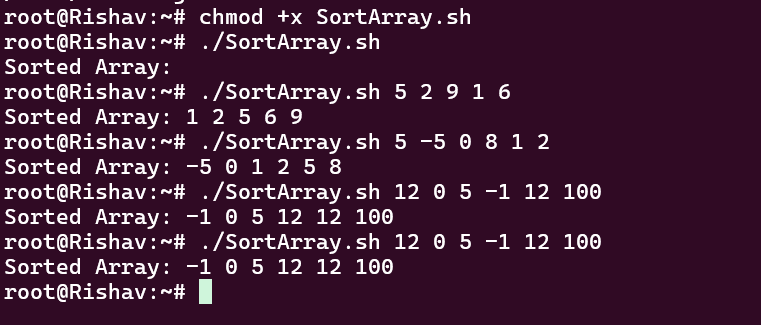 root@Rishav:~# chmod +x SortArray.sh
root@Rishav:~# ./SortArray.sh
Sorted Array:
root@Rishav:~# ./SortArray.sh 5 2 9 1 6
Sorted Array: 1 2 5 6 9
root@Rishav:~# ./SortArray.sh 5 -5 0 8 1 2
Sorted Array: -5 0 1 2 5 8
root@Rishav:~# ./SortArray.sh 12 0 5 -1 12 100
Sorted Array: -1 0 5 12 12 100
root@Rishav:~# ./SortArray.sh 12 0 5 -1 12 100
Sorted Array: -1 0 5 12 12 100
root@Rishav:~#